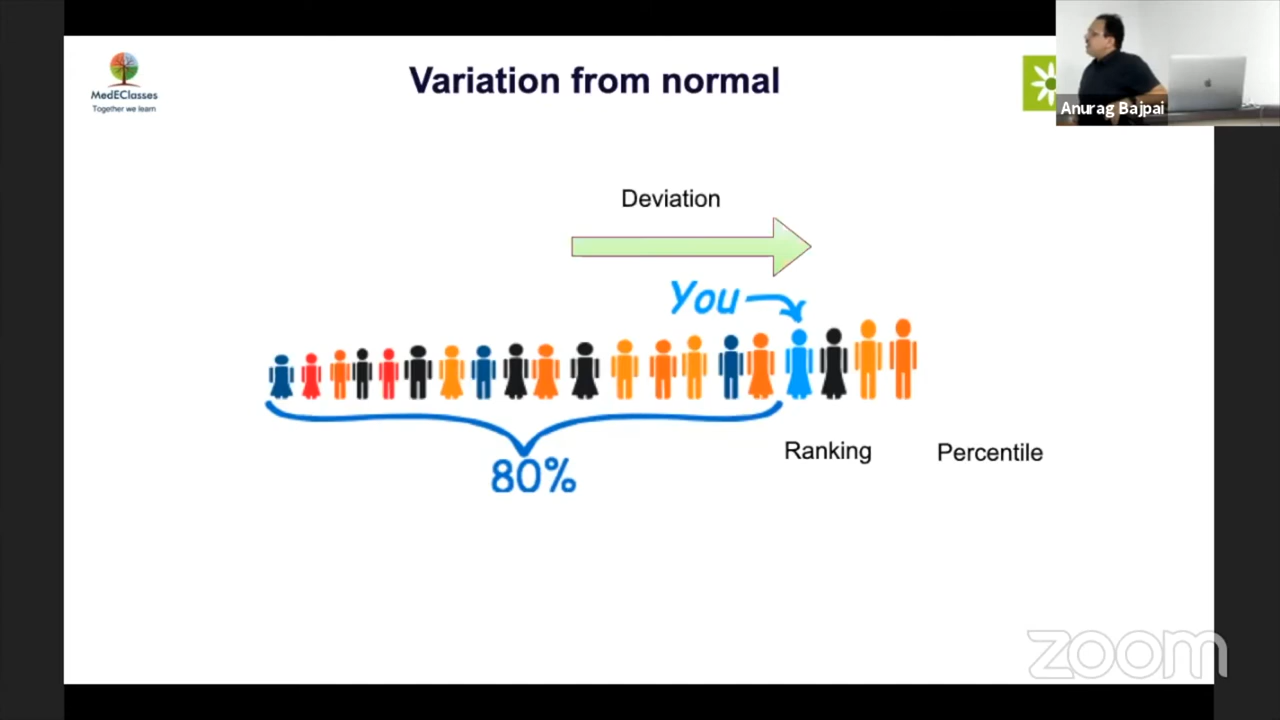 MedEClasses
Together we learn
Variation from normal
Anurag Bajpai
Deviation
You
80%
Ranking
Percentile
zoom